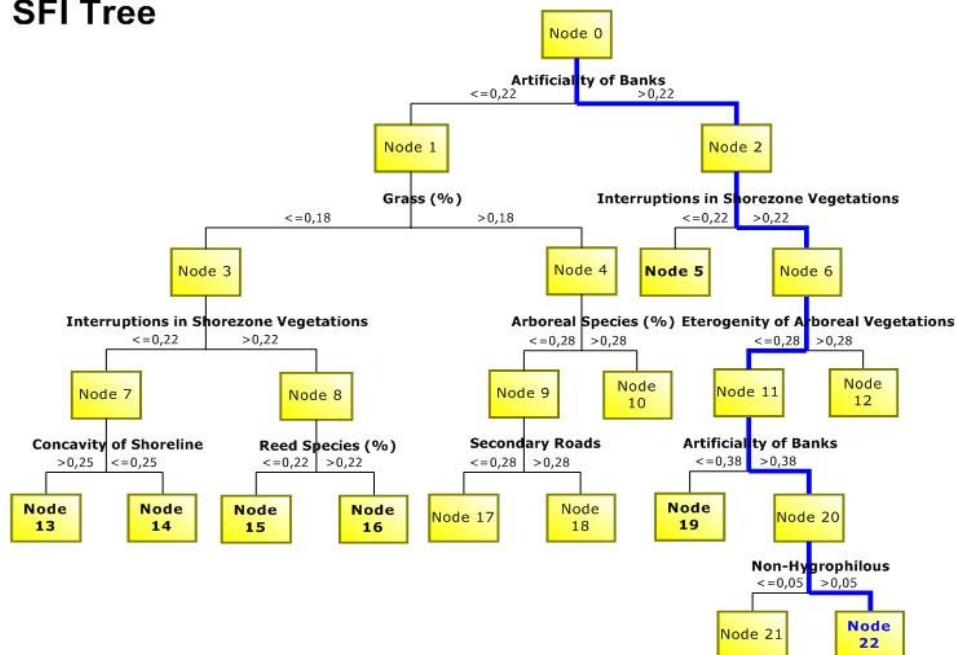 SFI Tree
Node 0
Artificiality of Banks
<=0,22 >0,22
Node 1 Node 2
Grass (%) Interruptions in Shorezone Vegetations
<=0,18 >0,18 <=0,22 >0,22
Node 3 Node 4 Node 5 Node 6
Interruptions in Shorezone Vegetations Arboreal Species (%) Eterogenity of Arboreal Vegetations
<=0,22 >0,22 <=0,28 >0,28 <=0,28 >0,28
Node 7 Node 8 Node 9 Node 10 Node 11 Node 12
Concavity of Shoreline Reed Species (%) Secondary Roads Artificiality of Banks
>0,25 <=0,25 <=0,22 >0,22 <=0,28 >0,28 <=0,38 >0,38
Node 13 Node 14 Node 15 Node 16 Node 17 Node 18 Node 19 Node 20
Non-Hygrophilous
<=0,05 >0,05
Node 21 Node 22